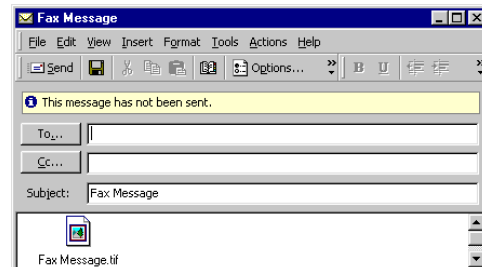 Fax Message
File Edit View Insert Format Tools Actions Help
Send Options... B U
This message has not been sent.
To...
Cc...
Subject: Fax Message
Fax Message.tif